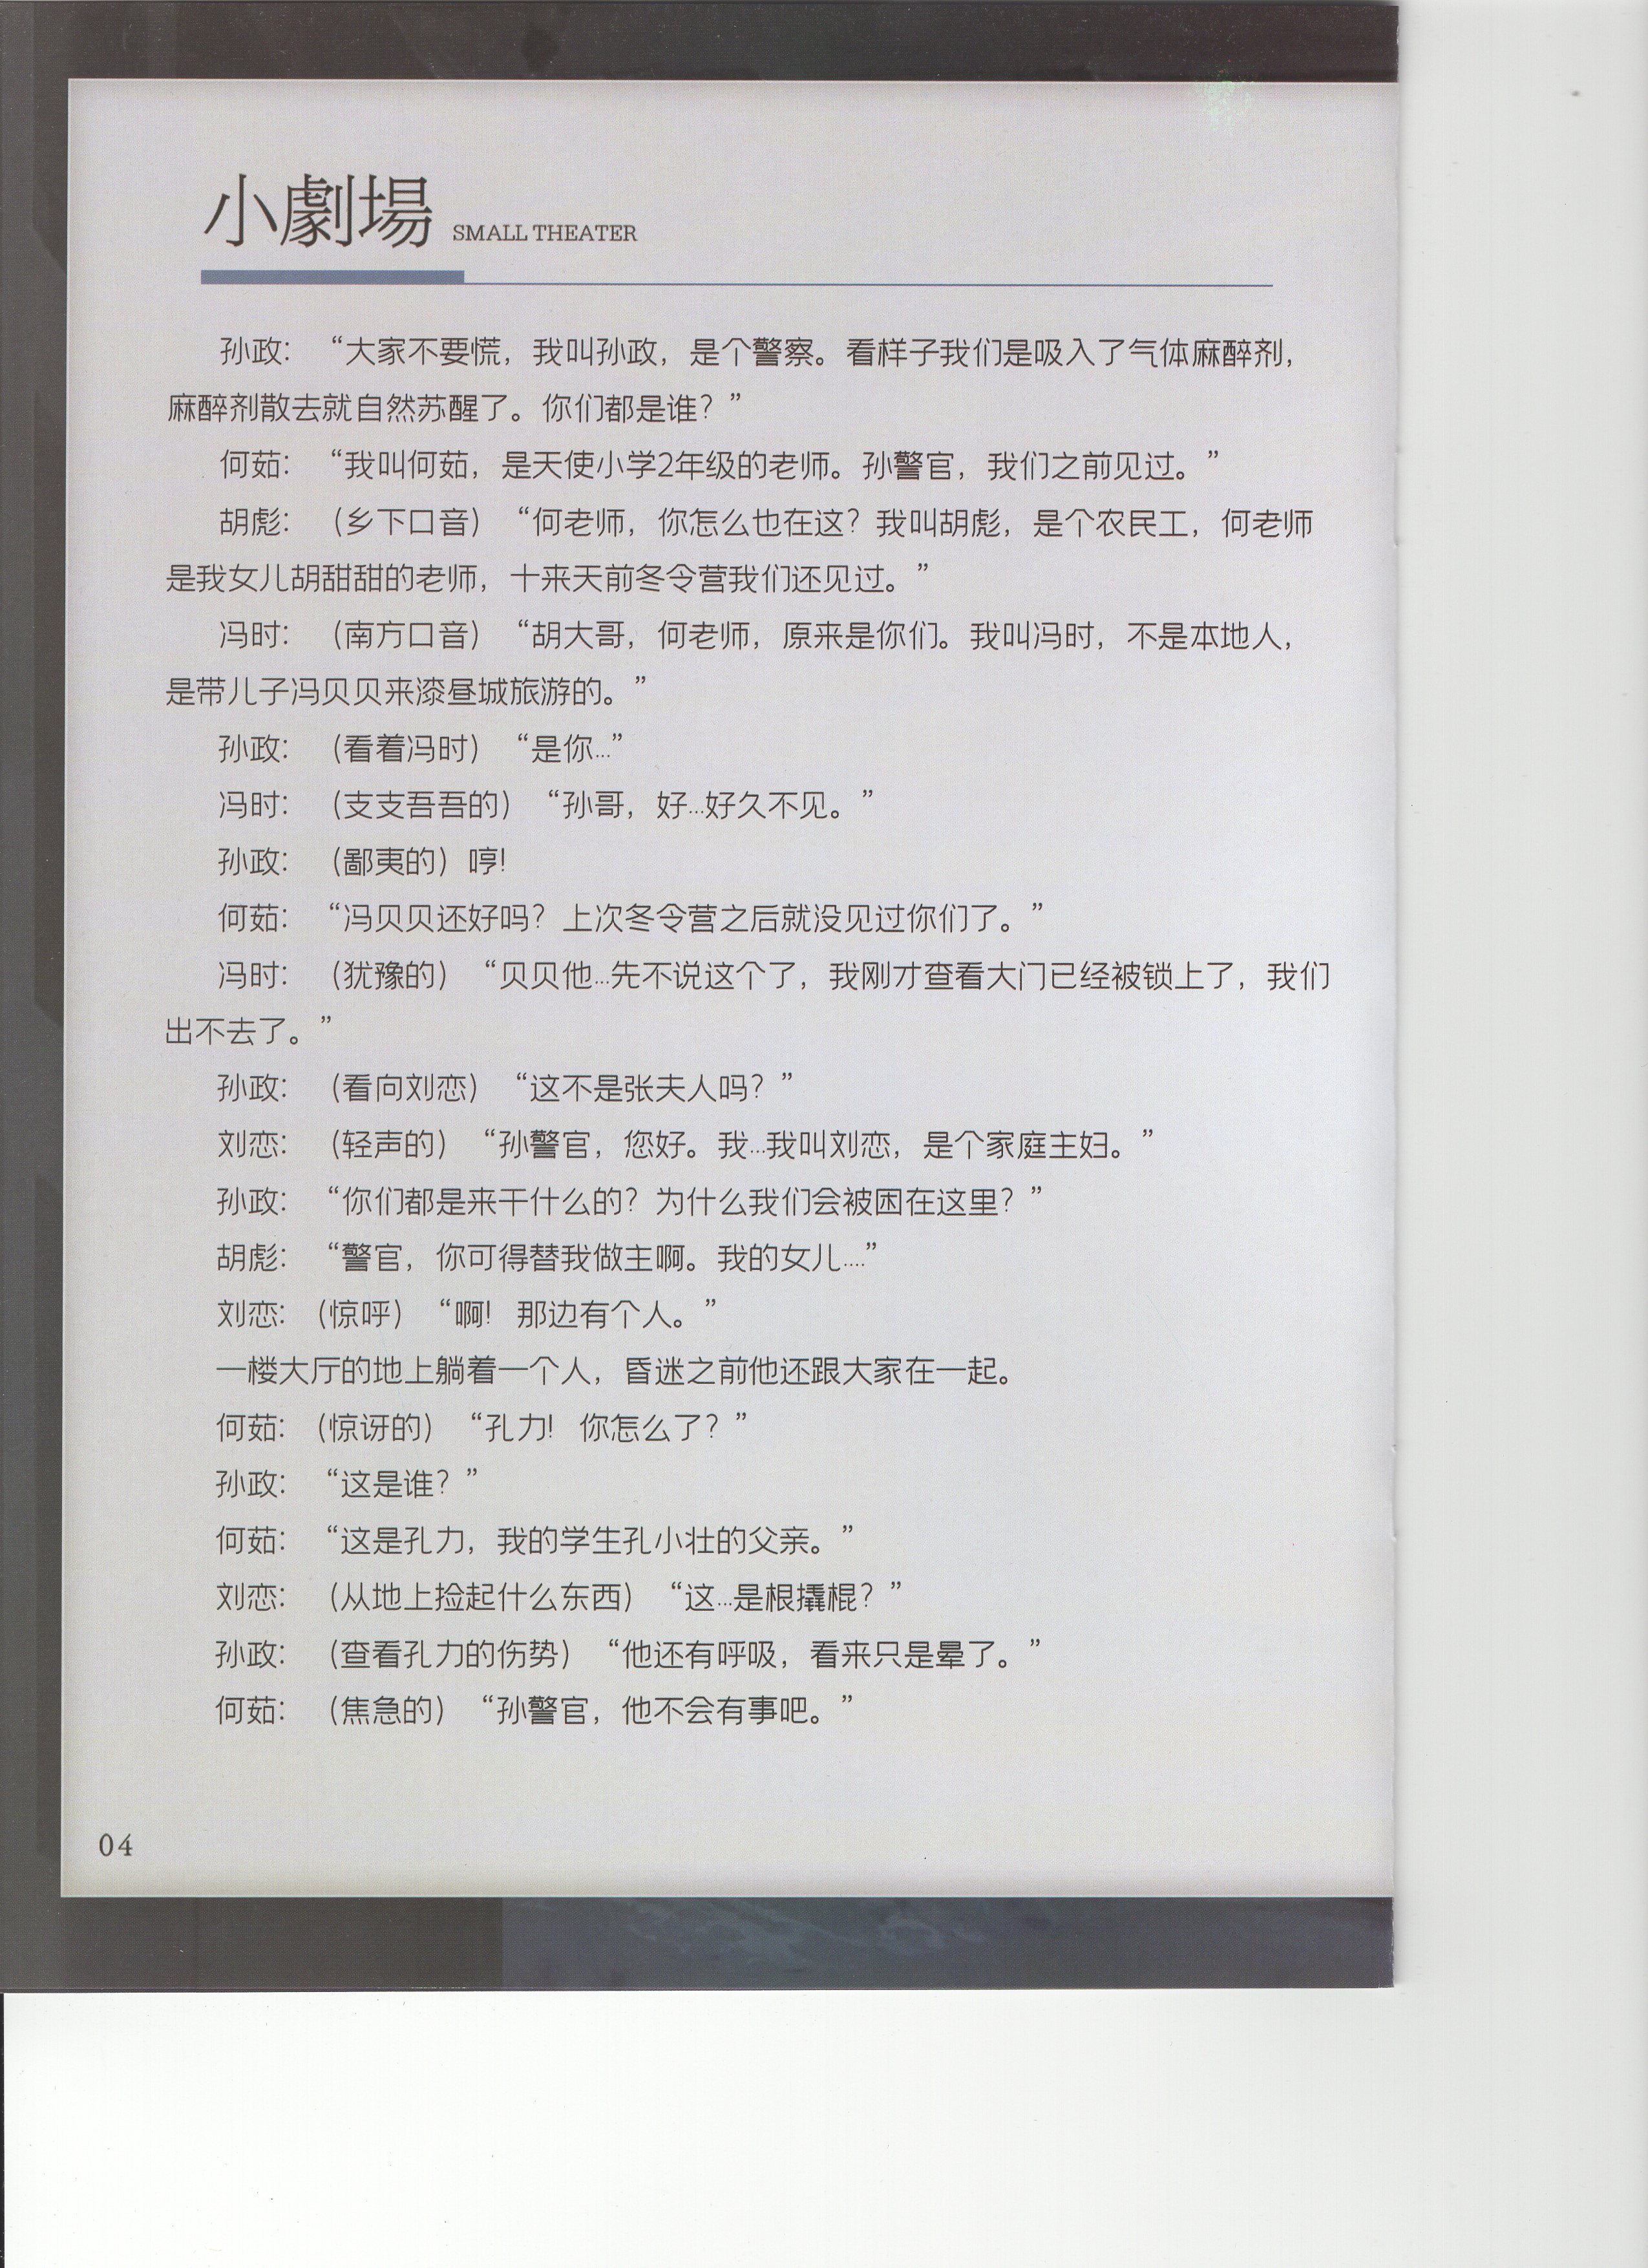 小劇場 SMALL THEATER
孙政：“大家不要慌，我叫孙政，是个警察。看样子我们是吸入了气体麻醉剂，
麻醉剂散去就自然苏醒了。你们都是谁？”
何茹：“我叫何茹，是天使小学2年级的老师。孙警官，我们之前见过。”
胡彪：（乡下口音）“何老师，你怎么也在这？我叫胡彪，是个农民工，何老师
是我女儿胡甜甜的老师，十来天前冬令营我们还见过。”
冯时：（南方口音）“胡大哥，何老师，原来是你们。我叫冯时，不是本地人，
是带儿子冯贝贝来漆昼城旅游的。”
孙政：（看着冯时）“是你...”
冯时：（支支吾吾的）“孙哥，好...好久不见。”
孙政：（鄙夷的）哼！
何茹：“冯贝贝还好吗？上次冬令营之后就没见过你们了。”
冯时：（犹豫的）“贝贝他...先不说这个了，我刚才查看大门已经被锁上了，我们
出不去了。”
孙政：（看向刘恋）“这不是张夫人吗？”
刘恋：（轻声的）“孙警官，您好。我...我叫刘恋，是个家庭主妇。”
孙政：“你们都是来干什么的？为什么我们会被困在这里？”
胡彪：“警官，你可得替我做主啊。我的女儿....”
刘恋：（惊呼）“啊！那边有个人。”
一楼大厅的地上躺着一个人，昏迷之前他还跟大家在一起。
何茹：（惊讶的）“孔力！你怎么了？”
孙政：“这是谁？”
何茹：“这是孔力，我的学生孔小壮的父亲。”
刘恋：（从地上捡起什么东西）“这...是根撬棍？”
孙政：（查看孔力的伤势）“他还有呼吸，看来只是晕了。”
何茹：（焦急的）“孙警官，他不会有事吧。”
04